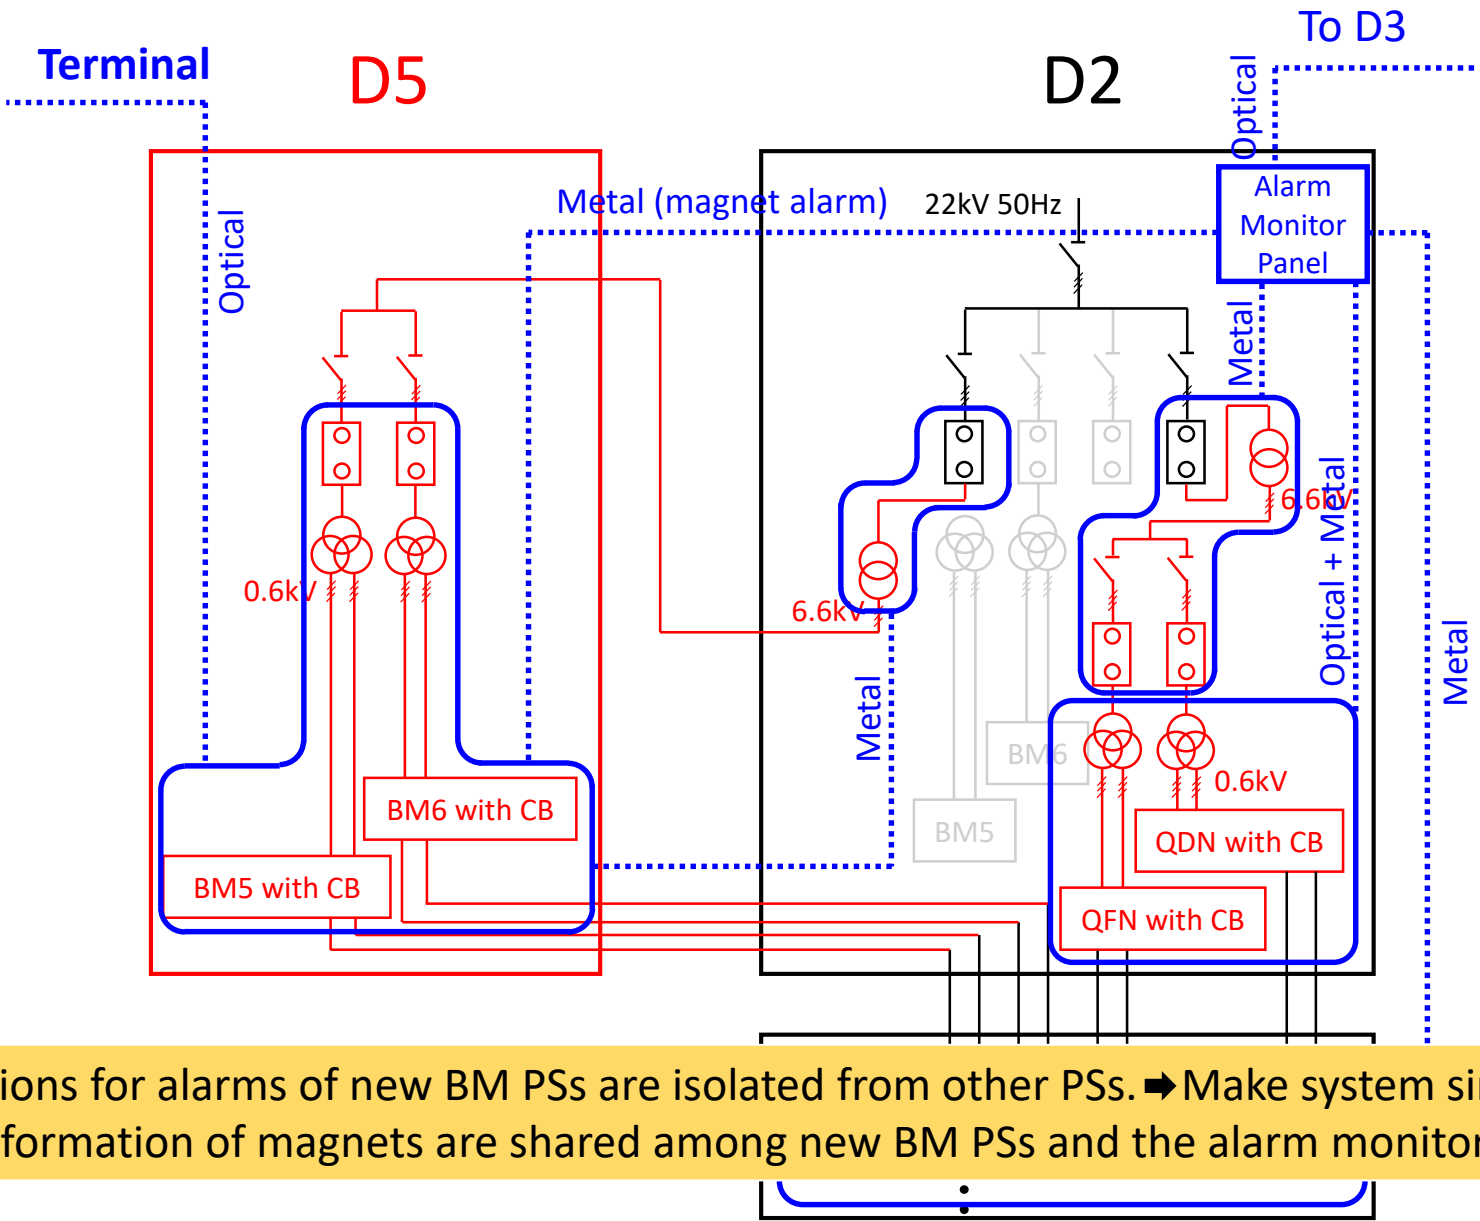 To D3
Terminal
D5
D2
Optical
Metal (magnet alarm)
22kV 50Hz
Alarm
Monitor
Panel
Optical
Metal
6.6kV
Optical + Metal
0.6kV
6.6kV
Metal
Metal
BM6
0.6kV
BM6 with CB
BM5
QDN with CB
BM5 with CB
QFN with CB
ions for alarms of new BM PSs are isolated from other PSs. ➡Make system si
formation of magnets are shared among new BM PSs and the alarm monitor